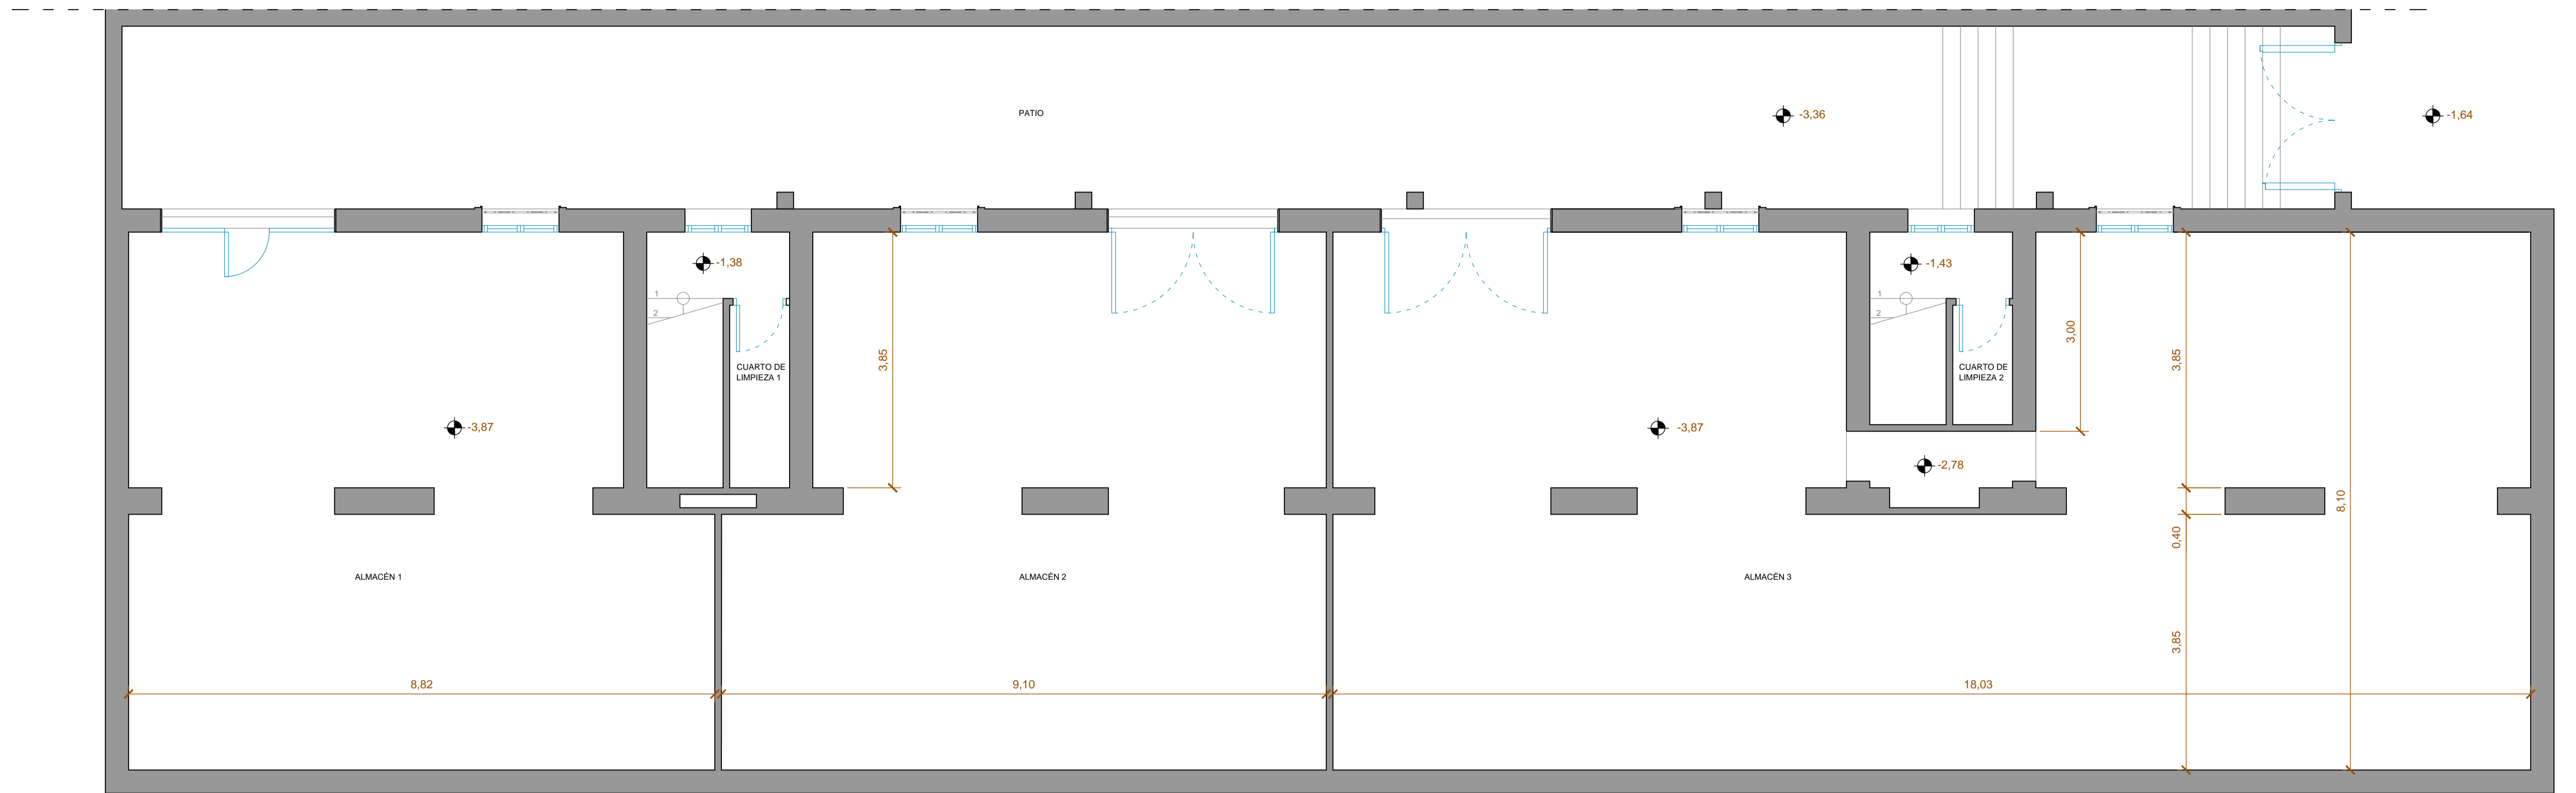 PATIO
-3,36
-1,64
-1,38
-1,43
1
2
1
2
3,00
3,85
3,85
CUARTO DE
LIMPIEZA 1
CUARTO DE
LIMPIEZA 2
-3,87
-3,87
-2,78
8,10
0,40
ALMACÉN 1
ALMACÉN 2
ALMACÉN 3
3,85
8,82
9,10
18,03